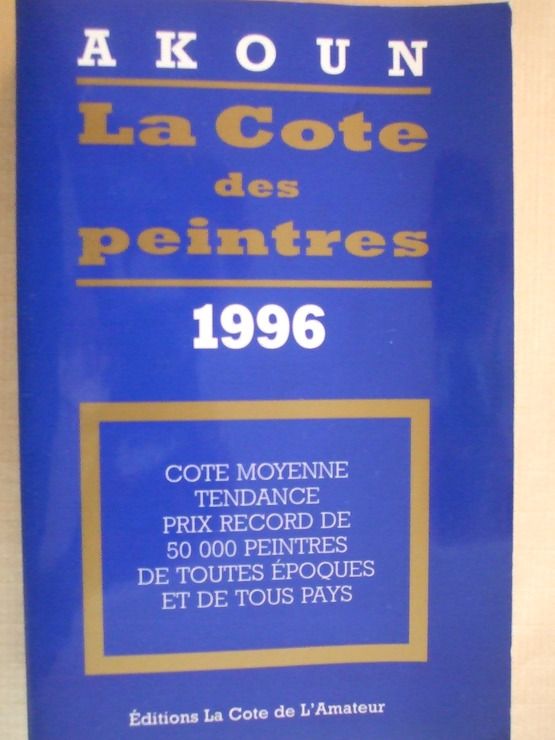 AKOUN
La Cote
des
peintres
1996
COTE MOYENNE
TENDANCE
PRIX RECORD DE
50 000 PEINTRES
DE TOUTES ÉPOQUES
ET DE TOUS PAYS
Éditions La Cote de L'Amateur